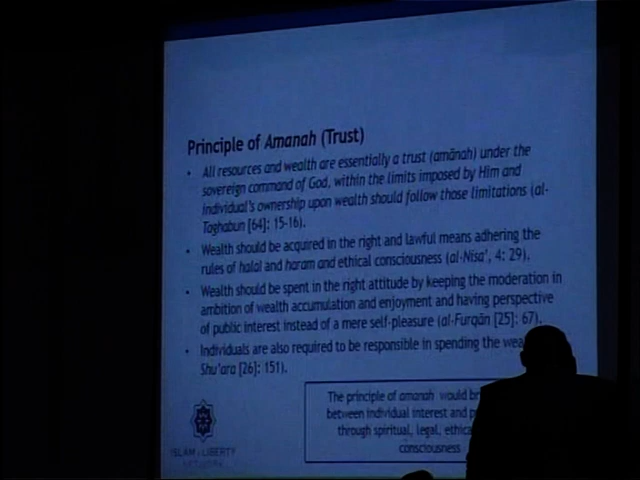 Principle of Amanah (Trust)
• All resources and wealth are essentially a trust (amānah) under the
sovereign command of God, within the limits imposed by Him and
individual's ownership upon wealth should follow those limitations (al-
Taghabun [64]: 15-16).
• Wealth should be acquired in the right and lawful means adhering the
rules of halal and haram and ethical consciousness (al-Nisa', 4: 29).
• Wealth should be spent in the right attitude by keeping the moderation in
ambition of wealth accumulation and enjoyment and having perspective
of public interest instead of a mere self-pleasure (al-Furqān [25]: 67).
• Individuals are also required to be responsible in spending the
Shu'ara [26]: 151).
The principle of amanah would
between individual interest and
through spiritual, legal,
consciousness
ISLAM & LIBERTY
NETWORK